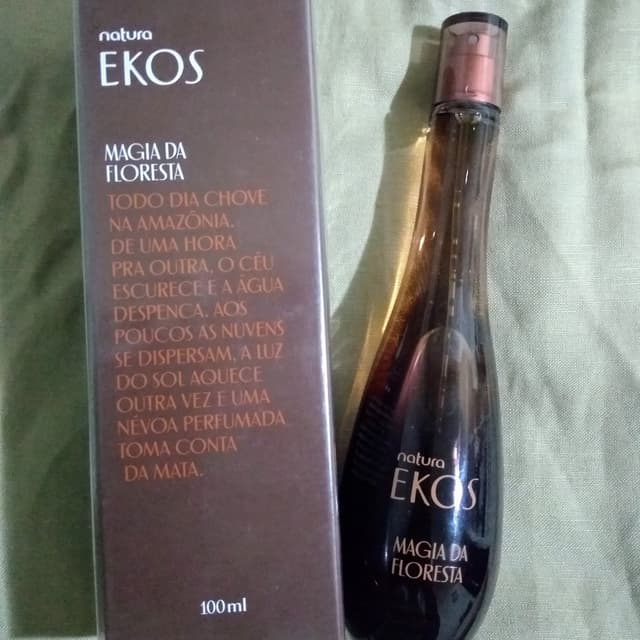 natura
EKOS
MAGIA DA
FLORESTA
TODO DIA CHOVE
NA AMAZÔNIA.
DE UMA HORA
PRA OUTRA, O CÉU
ESCURECE E A ÁGUA
DESPENCA. AOS
POUCOS AS NUVENS
SE DISPERSAM, A LUZ
DO SOL AQUECE
OUTRA VEZ E UMA
NÉVOA PERFUMADA
TOMA CONTA
DA MATA.
100ml
natura
EKOS
MAGIA DA
FLORESTA